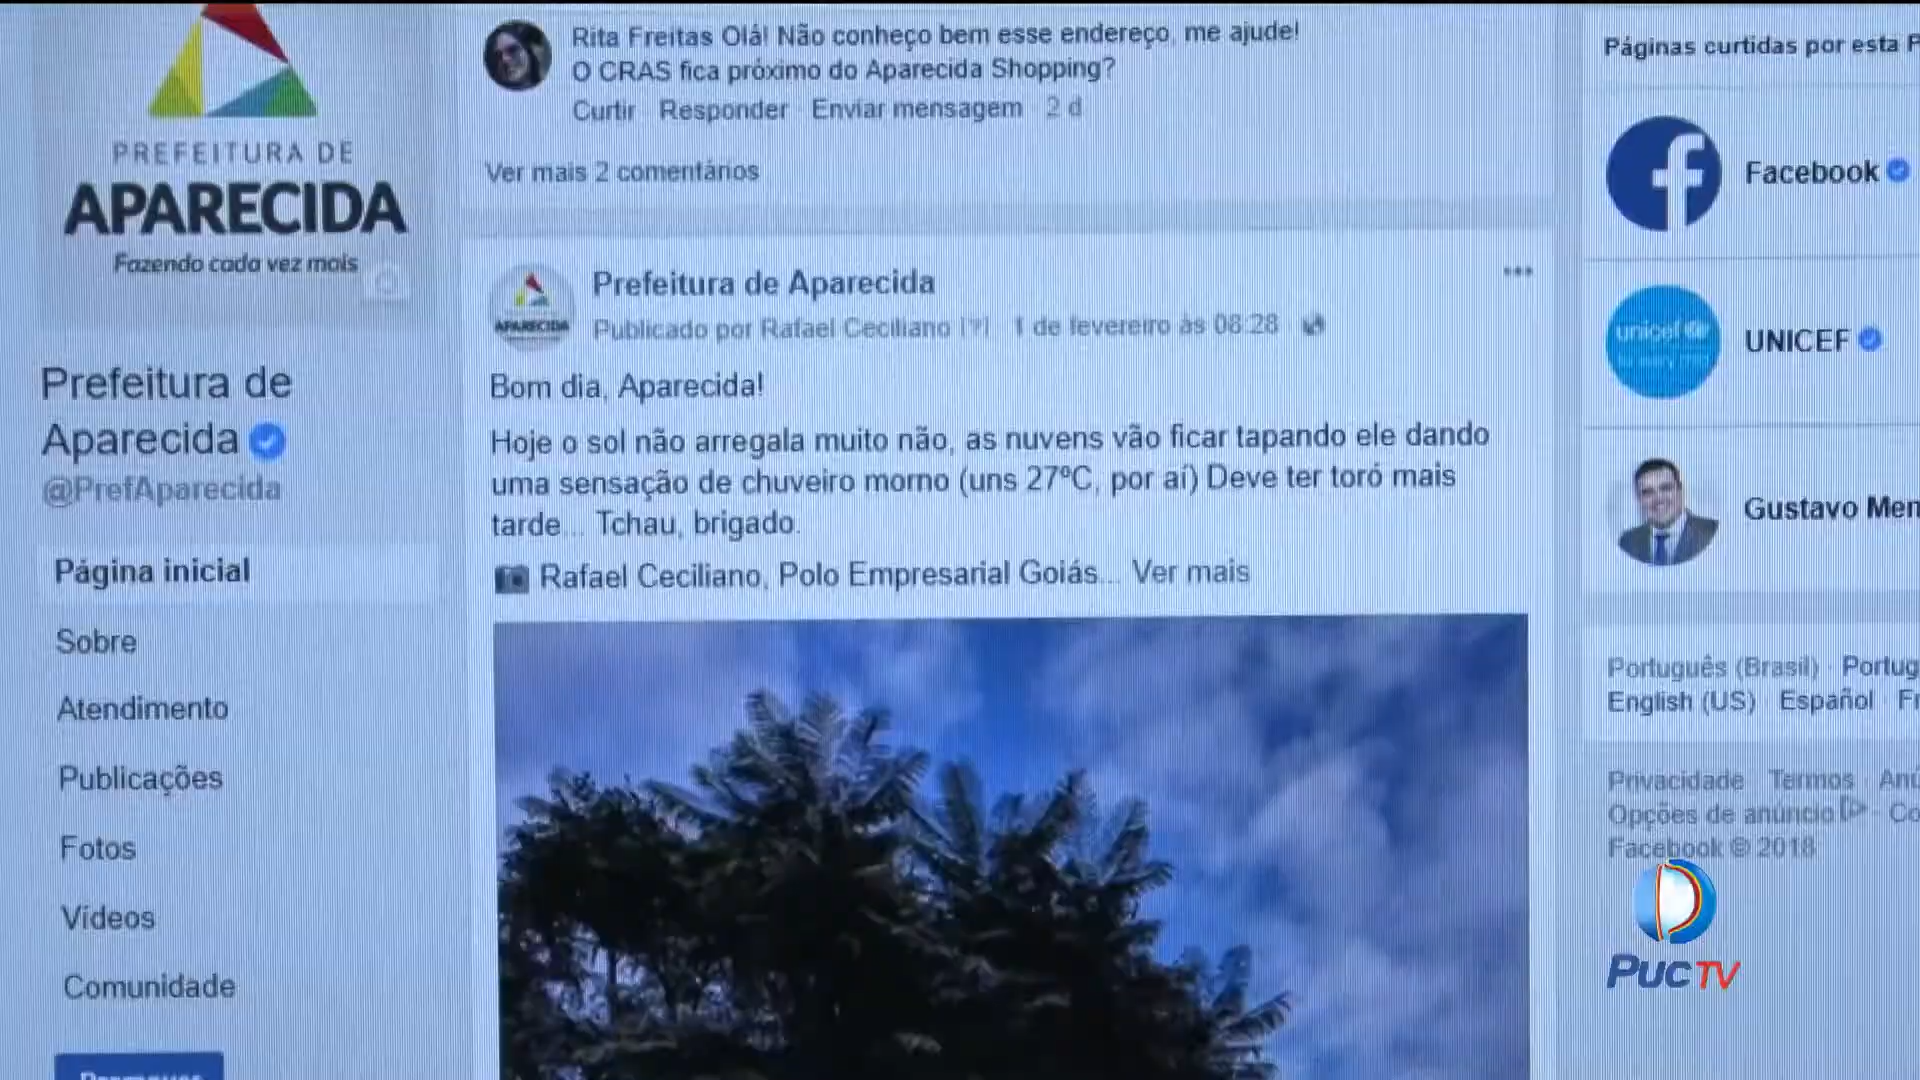 PREFEITURA DE
APARECIDA
Fazendo cada vez mais
Prefeitura de
Aparecida
@PrefAparecida
Página inicial
Sobre
Atendimento
Publicações
Fotos
Vídeos
Comunidade
Rita Freitas Olá! Não conheço bem esse endereço, me ajude!
O CRAS fica próximo do Aparecida Shopping?
Curtir Responder Enviar mensagem 2 d
Ver mais 2 comentários
APARECIDA
Prefeitura de Aparecida
Publicado por Rafael Ceciliano [?] · 1 de fevereiro às 08:28 ·
Bom dia, Aparecida!
Hoje o sol não arregala muito não, as nuvens vão ficar tapando ele dando
uma sensação de chuveiro morno (uns 27ºC, por aí) Deve ter toró mais
tarde... Tchau, brigado.
Rafael Ceciliano, Polo Empresarial Goiás... Ver mais
Páginas curtidas por esta P
Facebook
unicef
UNICEF
Gustavo Men
Português (Brasil) · Portug
English (US) · Español · Fr
Privacidade · Termos · Anú
Opções de anúncio · Co
Facebook © 2018
PUC TV